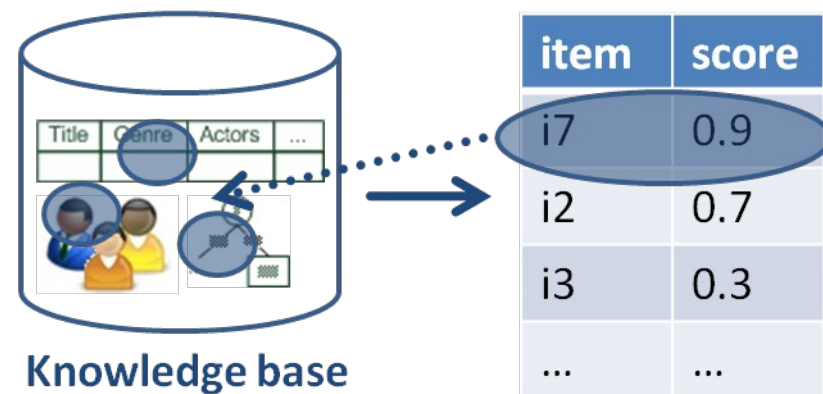 Title Genre Actors ...
Knowledge base
item score
i7 0.9
i2 0.7
i3 0.3
... ...